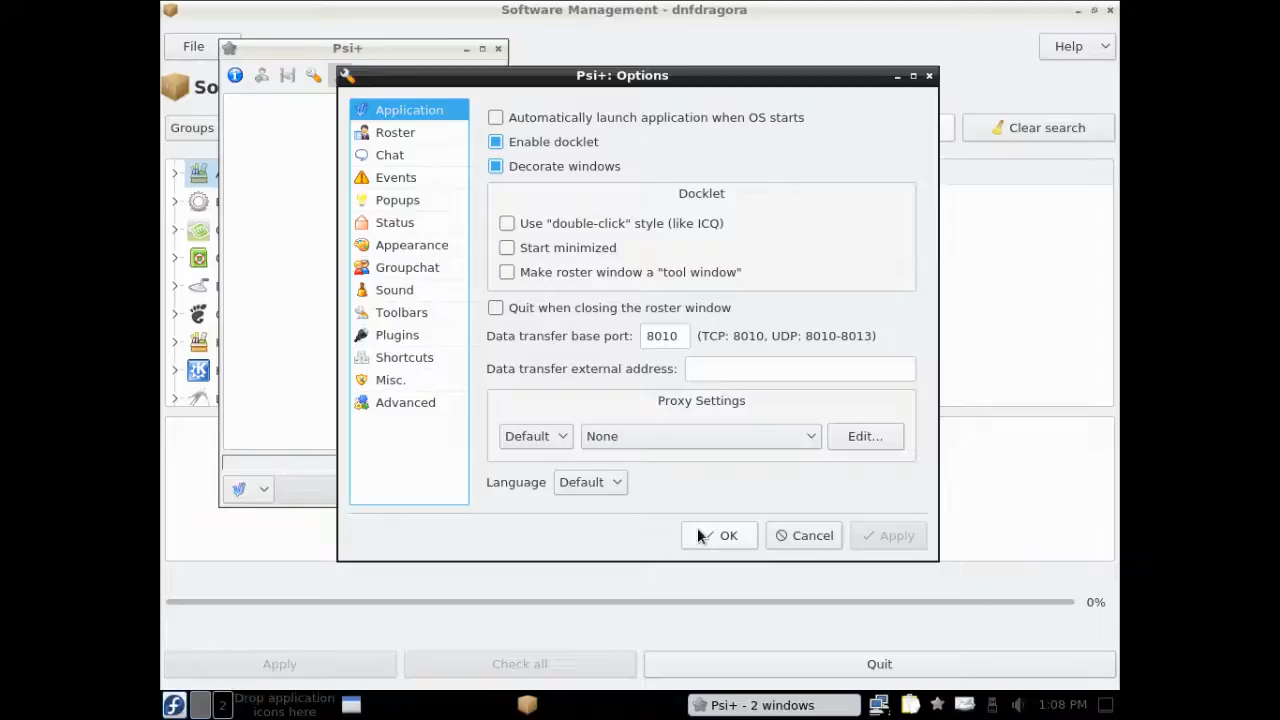 Software Management - dnfdragora
File
Help
Psi+
So
Groups
Clear search
Psi+: Options
Application
Roster
Chat
Events
Popups
Status
Appearance
Groupchat
Sound
Toolbars
Plugins
Shortcuts
Misc.
Advanced
Automatically launch application when OS starts
Enable docklet
Decorate windows
Docklet
Use "double-click" style (like ICQ)
Start minimized
Make roster window a "tool window"
Quit when closing the roster window
Data transfer base port: 8010 (TCP: 8010, UDP: 8010-8013)
Data transfer external address:
Proxy Settings
Default None Edit...
Language Default
OK Cancel Apply
0%
Apply Check all Quit
2 Drop application
icons here
Psi+ - 2 windows
1:08 PM